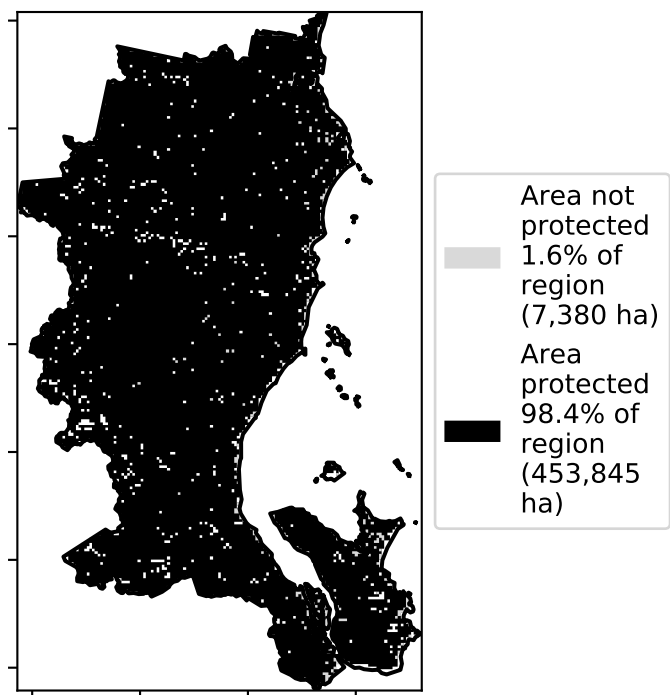 Area not
protected
1.6% of
region
(7,380 ha)
Area
protected
98.4% of
region
(453,845
ha)